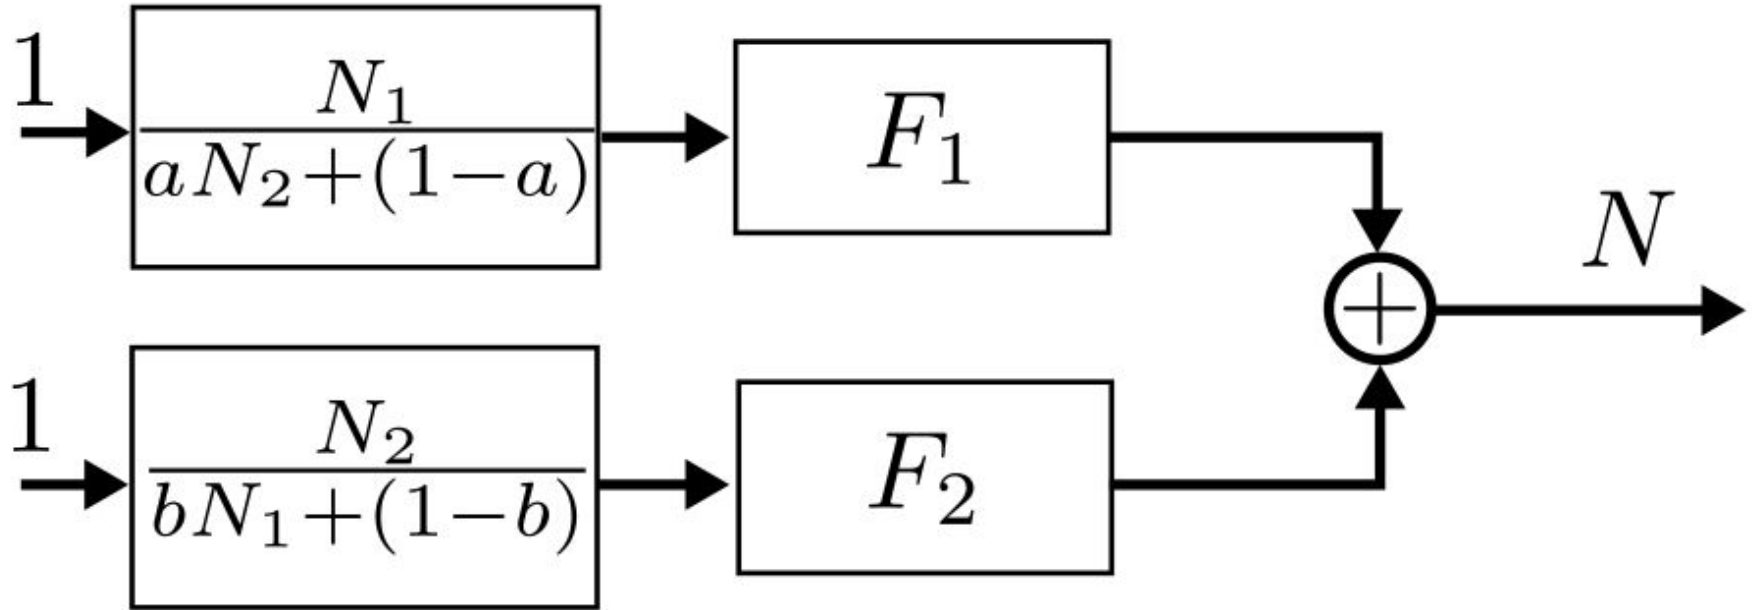 1
N₁
aN₂+(1−a)
F₁
N
1
N₂
bN₁+(1−b)
F₂
+